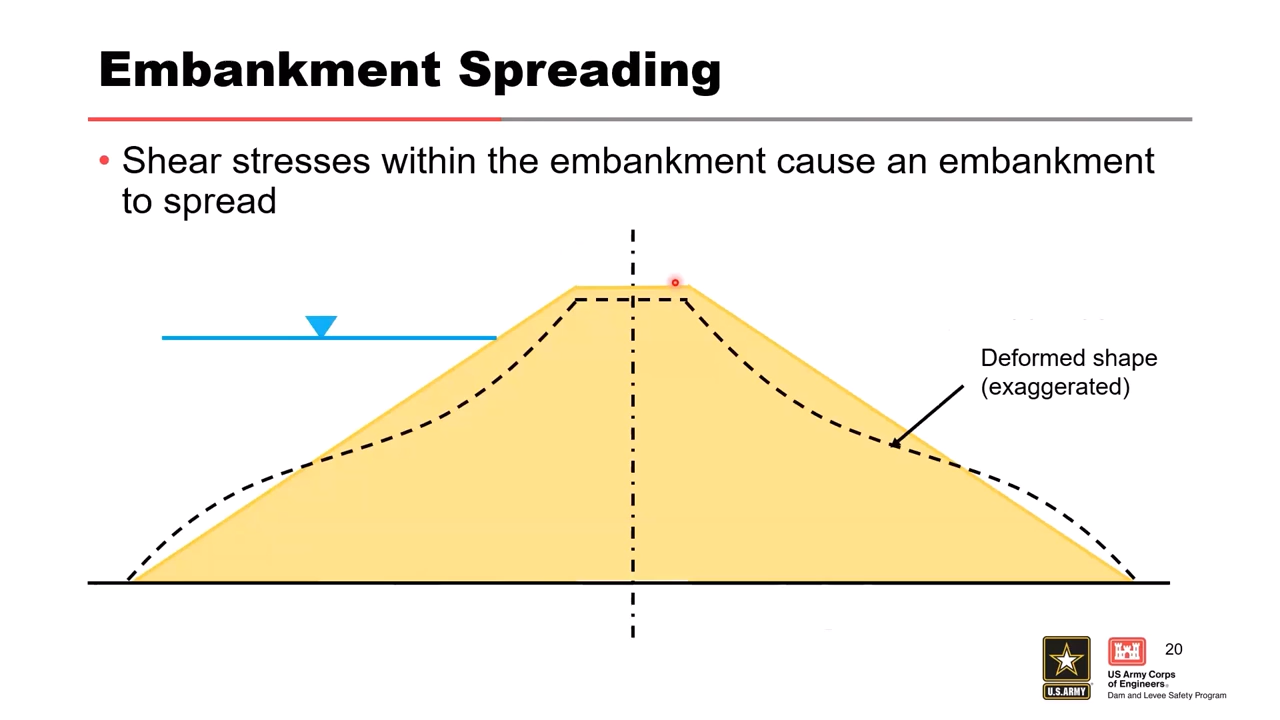 Embankment Spreading
• Shear stresses within the embankment cause an embankment
to spread
Deformed shape
(exaggerated)
20
U.S.ARMY
US Army Corps
of Engineers®
Dam and Levee Safety Program